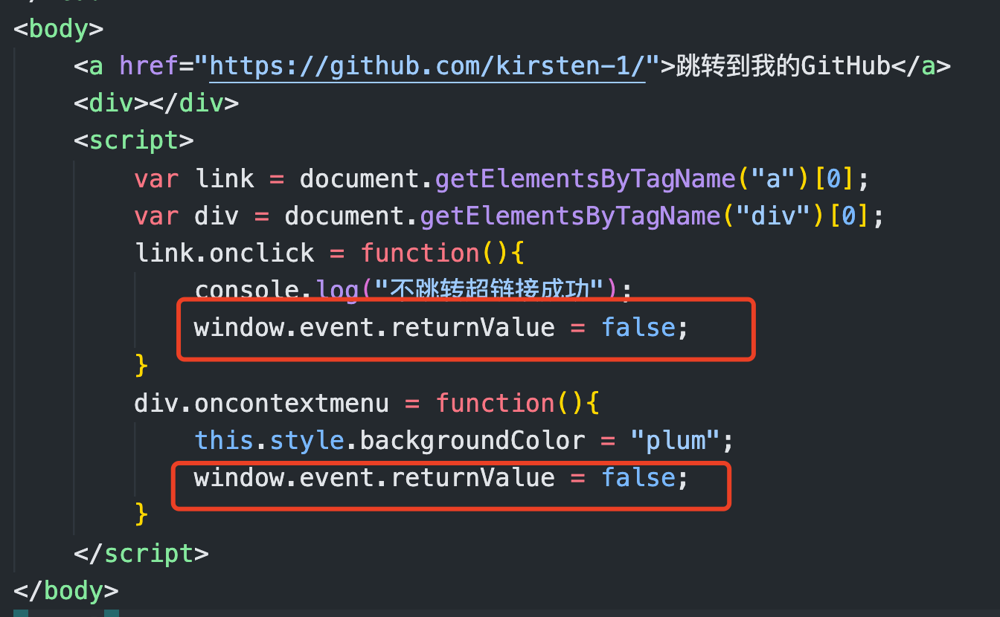 <body>
<a href="https://github.com/kirsten-1/">跳转到我的GitHub</a>
<div></div>
<script>
var link = document.getElementsByTagName("a")[0];
var div = document.getElementsByTagName("div")[0];
link.onclick = function(){
console.log("不跳转超链接成功");
window.event.returnValue = false;
}
div.oncontextmenu = function(){
this.style.backgroundColor = "plum";
window.event.returnValue = false;
}
</script>
</body>